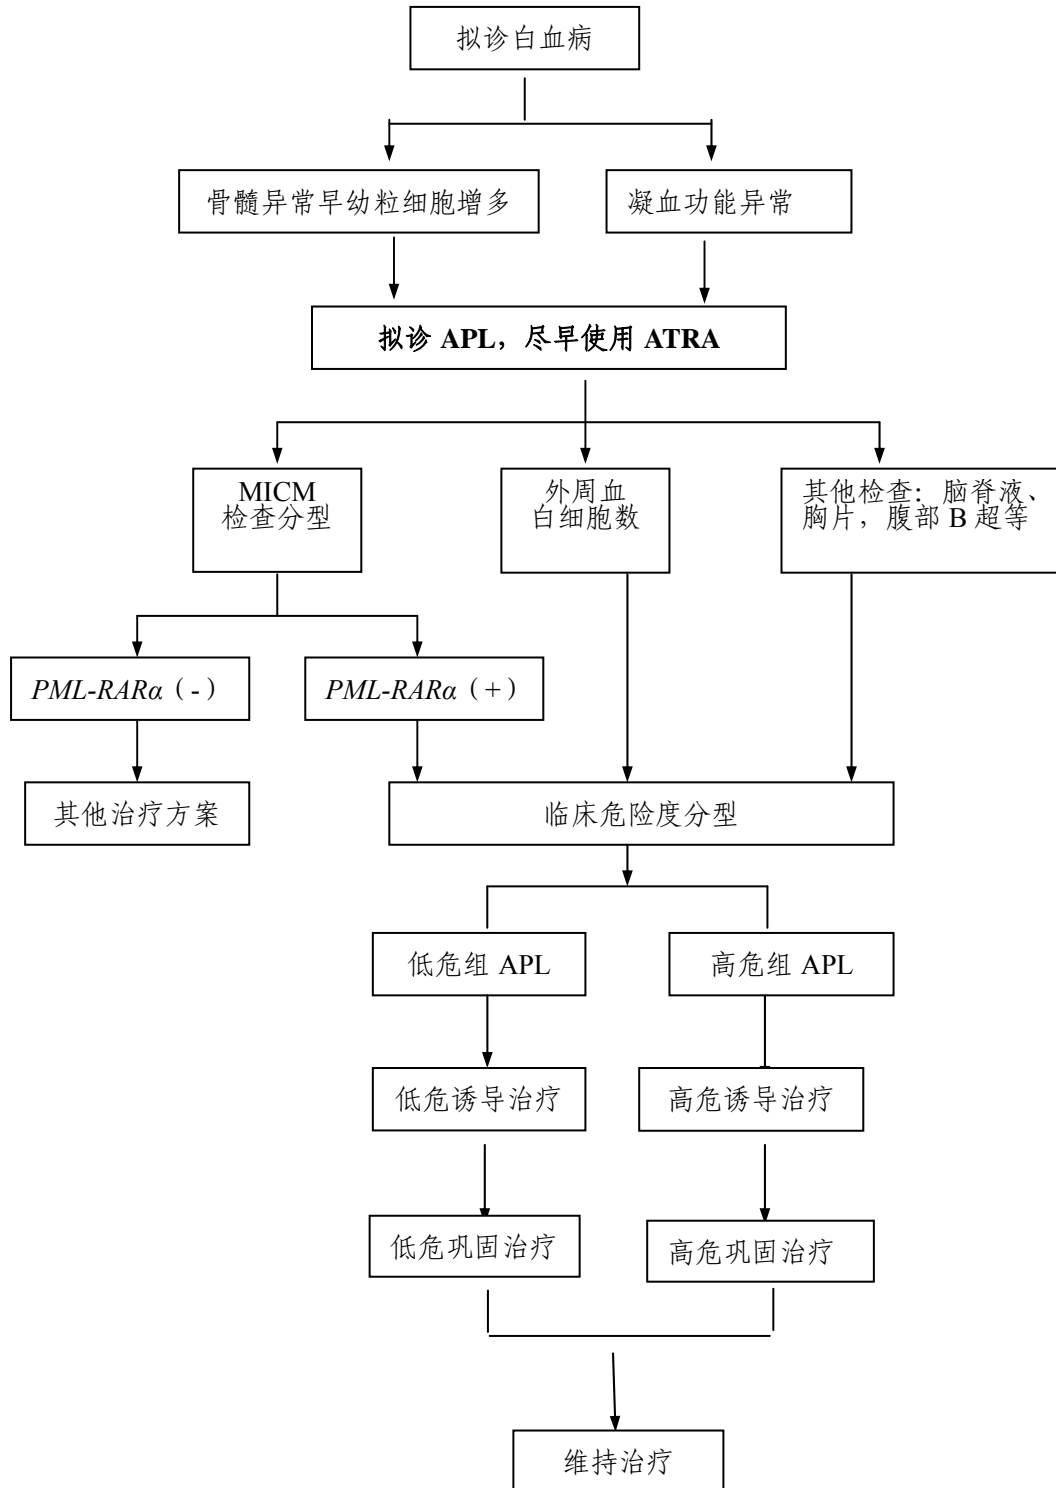 拟诊白血病
骨髓异常早幼粒细胞增多
凝血功能异常
拟诊 APL，尽早使用 ATRA
MICM
检查分型
外周血
白细胞数
其他检查：脑脊液、
胸片，腹部 B 超等
PML-RARα（-）
PML-RARα（+）
其他治疗方案
临床危险度分型
低危组 APL
高危组 APL
低危诱导治疗
高危诱导治疗
低危巩固治疗
高危巩固治疗
维持治疗